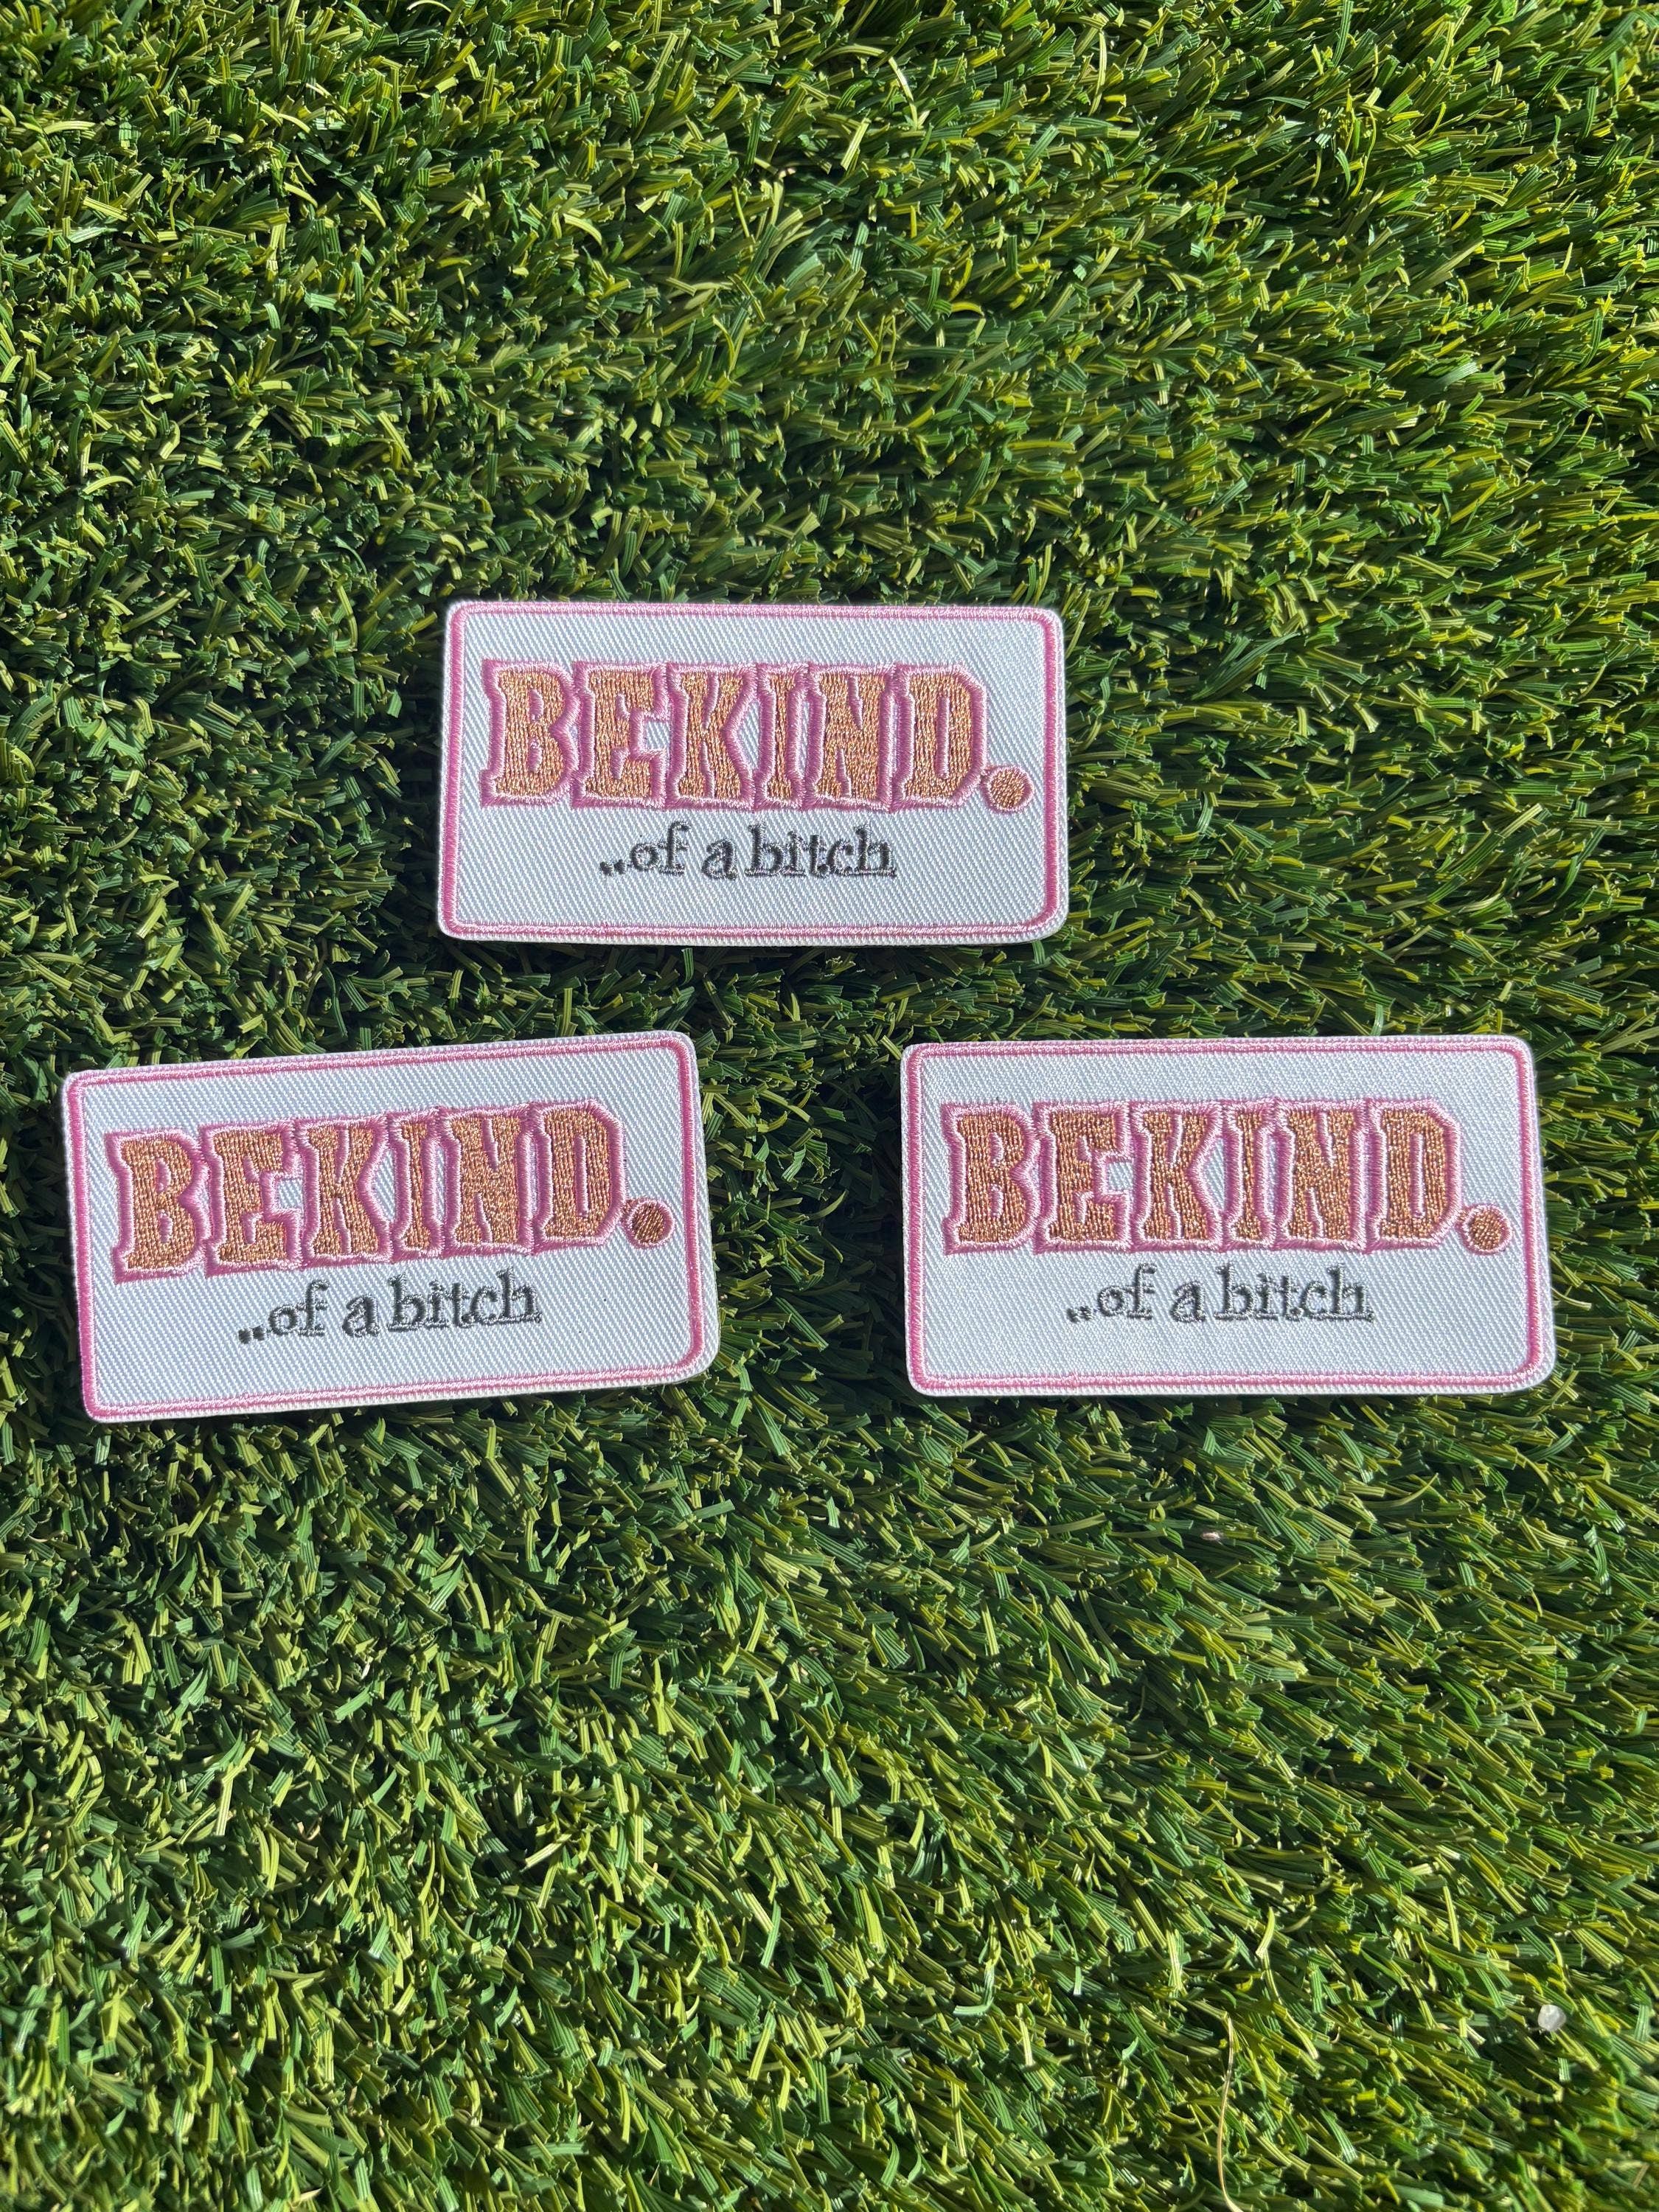 BEKIND.
..of a bitch
BEKIND.
..of a bitch
BEKIND.
..of a bitch